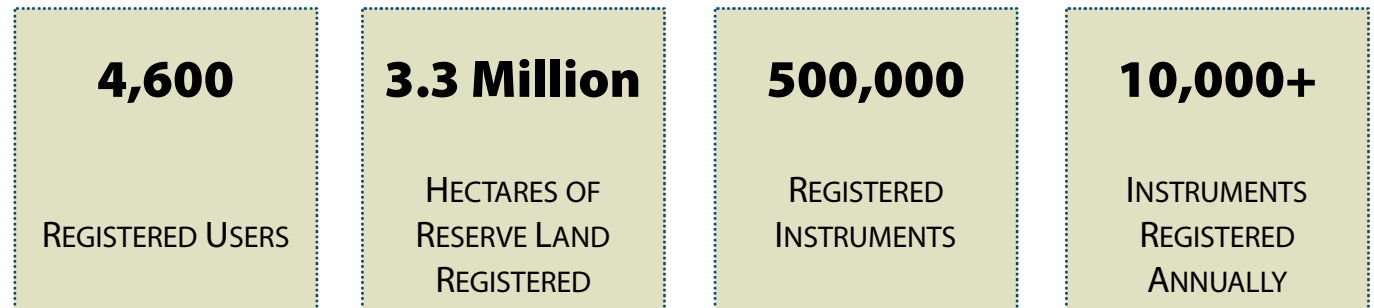 4,600
REGISTERED USERS
3.3 Million
HECTARES OF
RESERVE LAND
REGISTERED
500,000
REGISTERED
INSTRUMENTS
10,000+
INSTRUMENTS
REGISTERED
ANNUALLY